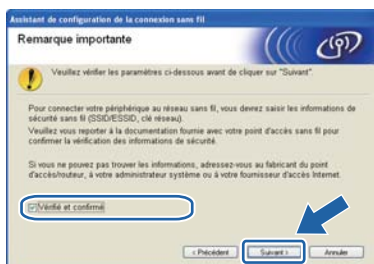 Assistant de configuration de la connexion sans fil
Remarque importante
Veuillez vérifier les paramètres ci-dessous avant de cliquer sur "Suivant".
Pour connecter votre périphérique au réseau sans fil, vous devrez saisir les informations de
sécurité sans fil (SSID/ESSID, clé réseau).
Veuillez vous reporter à la documentation fournie avec votre point d'accès sans fil pour
confirmer la vérification des informations de sécurité.
Si vous ne pouvez pas trouver les informations, adressez-vous au fabricant du point
d'accès/routeur, à votre administrateur système ou à votre fournisseur d'accès Internet.
Vérifié et confirmé
< Précédent Suivant > Annuler